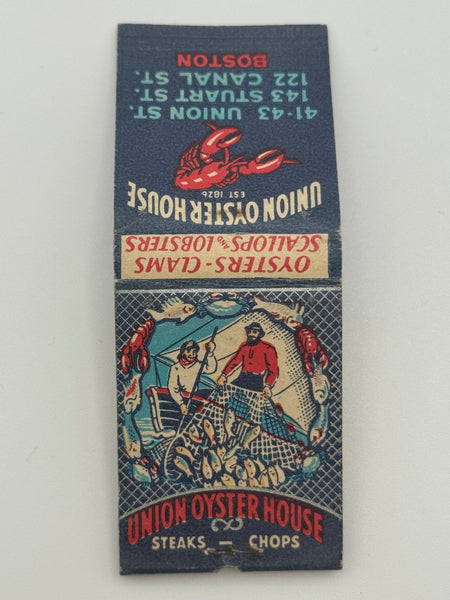 UNION OYSTER HOUSE
EST 1826
41-43 UNION ST.
143 STUART ST.
122 CANAL ST.
BOSTON
OYSTERS - CLAMS
SCALLOPS AND LOBSTERS
UNION OYSTER HOUSE
STEAKS — CHOPS